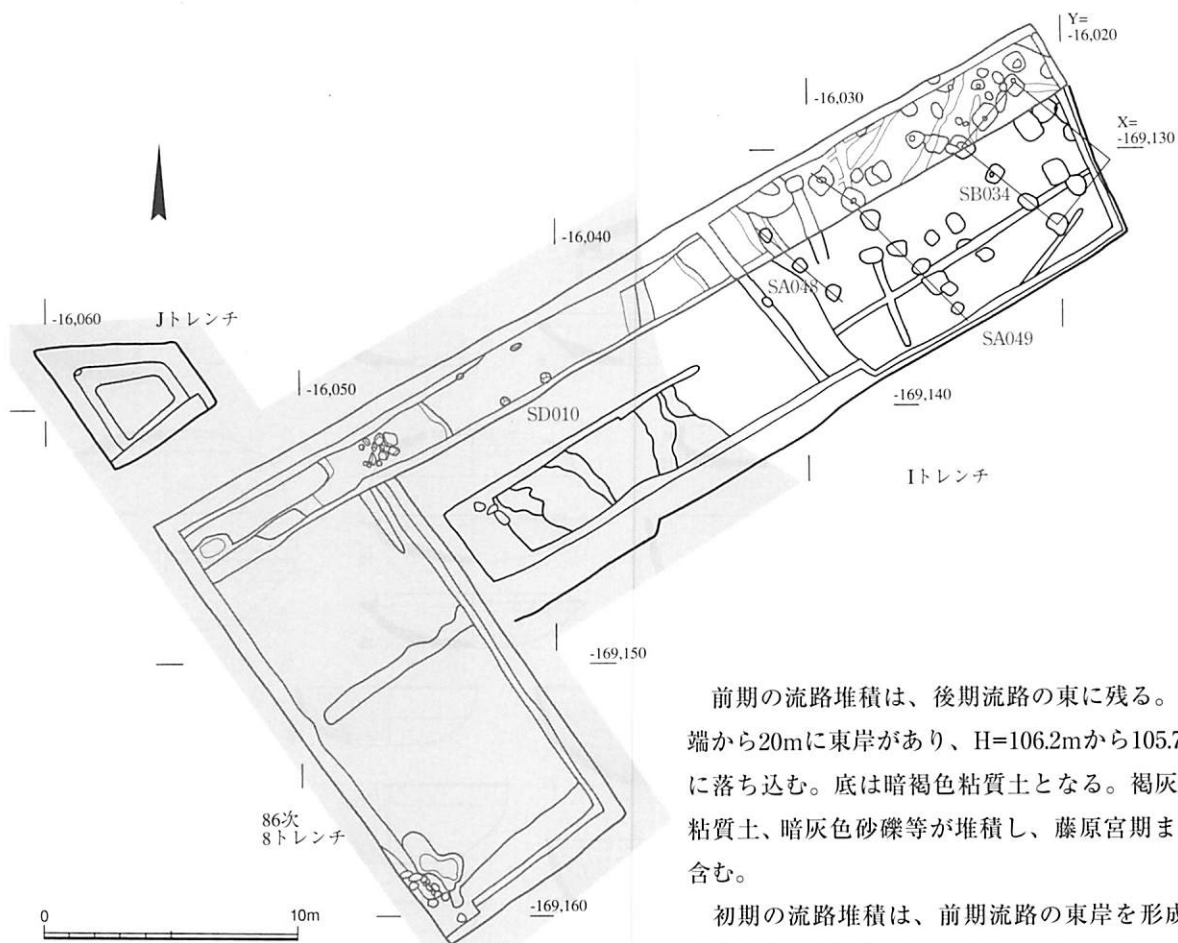 Y=
-16,020
-16,030
X=
-169,130
SB034
-16,040
SA048
-16,060
Jトレンチ
SA049
-16,050
-169,140
SD010
Iトレンチ
-169,150
86次
8トレンチ
-169,160
0
10m
前期の流路堆積は、後期流路の東に残る。
端から20mに東岸があり、H=106.2mから105.7
に落ち込む。底は暗褐色粘質土となる。褐灰
粘質土、暗灰色砂礫等が堆積し、藤原宮期ま
含む。
初期の流路堆積は、前期流路の東岸を形成